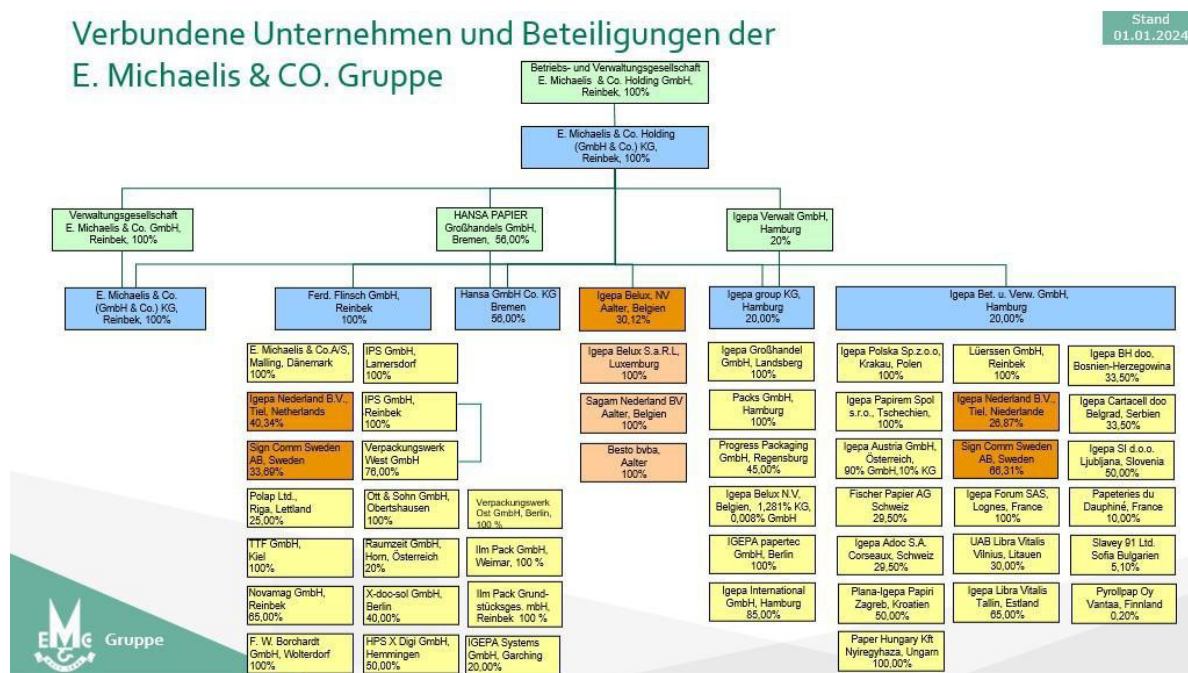 Verbundene Unternehmen und Beteiligungen der
E. Michaelis & CO. Gruppe
Stand
01.01.2024
Betriebs- und Verwaltungsgesellschaft
E. Michaelis & Co. Holding GmbH,
Reinbek, 100%
E. Michaelis & Co. Holding
(GmbH & Co.) KG,
Reinbek, 100%
Verwaltungsgesellschaft
E. Michaelis & Co. GmbH,
Reinbek, 100%
HANSA PAPIER
Großhandels GmbH,
Bremen, 56,00%
Igepa Verwalt GmbH,
Hamburg
20%
E. Michaelis & Co.
(GmbH & Co.) KG,
Reinbek, 100%
Ferd. Flinsch GmbH,
Reinbek
100%
Hansa GmbH Co. KG
Bremen
56,00%
Igepa Belux, NV
Aalter, Belgien
30,12%
Igepa group KG,
Hamburg
20,00%
Igepa Bet. u. Verw. GmbH,
Hamburg
20,00%
E. Michaelis & Co.A/S,
Malling, Dänemark
100%
Igepa Nederland B.V.,
Tiel, Netherlands
40,34%
Sign Comm Sweden
AB, Sweden
33,69%
Polap Ltd.,
Riga, Lettland
25,00%
TTF GmbH,
Kiel
100%
Novamag GmbH,
Reinbek
65,00%
F. W. Borchardt
GmbH, Wolterdorf
100%
IPS GmbH,
Lamersdorf
100%
IPS GmbH,
Reinbek
100%
Verpackungswerk
West GmbH
76,00%
Ott & Sohn GmbH,
Obertshausen
100%
Raumzeit GmbH,
Horn, Österreich
20%
X-doo-sol GmbH,
Berlin
40,00%
HPS X Digi GmbH,
Hemmingen
50,00%
Verpackungswerk
Ost GmbH, Berlin,
100 %
Ilm Pack GmbH,
Weimar, 100 %
Ilm Pack Grund-
stücksges. mbH,
Reinbek 100 %
IGEPA Systems
GmbH, Garching
20,00%
Igepa Belux S.a.R.L,
Luxemburg
100%
Sagam Nederland BV
Aalter, Belgien
100%
Besto bvba,
Aalter
100%
Igepa Großhandel
GmbH, Landsberg
100%
Packs GmbH,
Hamburg
100%
Progress Packaging
GmbH, Regensburg
45,00%
Igepa Belux N.V,
Belgien, 1,281% KG,
0,008% GmbH
IGEPA papertec
GmbH, Berlin
100%
Igepa International
GmbH, Hamburg
85,00%
Igepa Polska Sp.z.o.o,
Krakau, Polen
100%
Igepa Papirem Spol
s.r.o., Tschechien,
100%
Igepa Austria GmbH,
Österreich,
90% GmbH,10% KG
Fischer Papier AG
Schweiz
29,50%
Igepa Adoc S.A.
Corseaux, Schweiz
29,50%
Plana-Igepa Papiri
Zagreb, Kroatien
50,00%
Paper Hungary Kft
Nyiregyhaza, Ungarn
100,00%
Lüerssen GmbH,
Reinbek
100%
Igepa Nederland B.V.,
Tiel, Niederlande
26,87%
Sign Comm Sweden
AB, Sweden
66,31%
Igepa Forum SAS,
Lognes, France
100%
UAB Libra Vitalis
Vilnius, Litauen
30,00%
Igepa Libra Vitalis
Tallin, Estland
65,00%
Igepa BH doo,
Bosnien-Herzegowina
33,50%
Igepa Cartacell doo
Belgrad, Serbien
33,50%
Igepa SI d.o.o.
Ljubljana, Slovenia
50,00%
Papeteries du
Dauphiné, France
10,00%
Slavey 91 Ltd.
Sofia Bulgarien
5,10%
Pyrollpap Oy
Vantaa, Finnland
0,20%
EMC
Gruppe